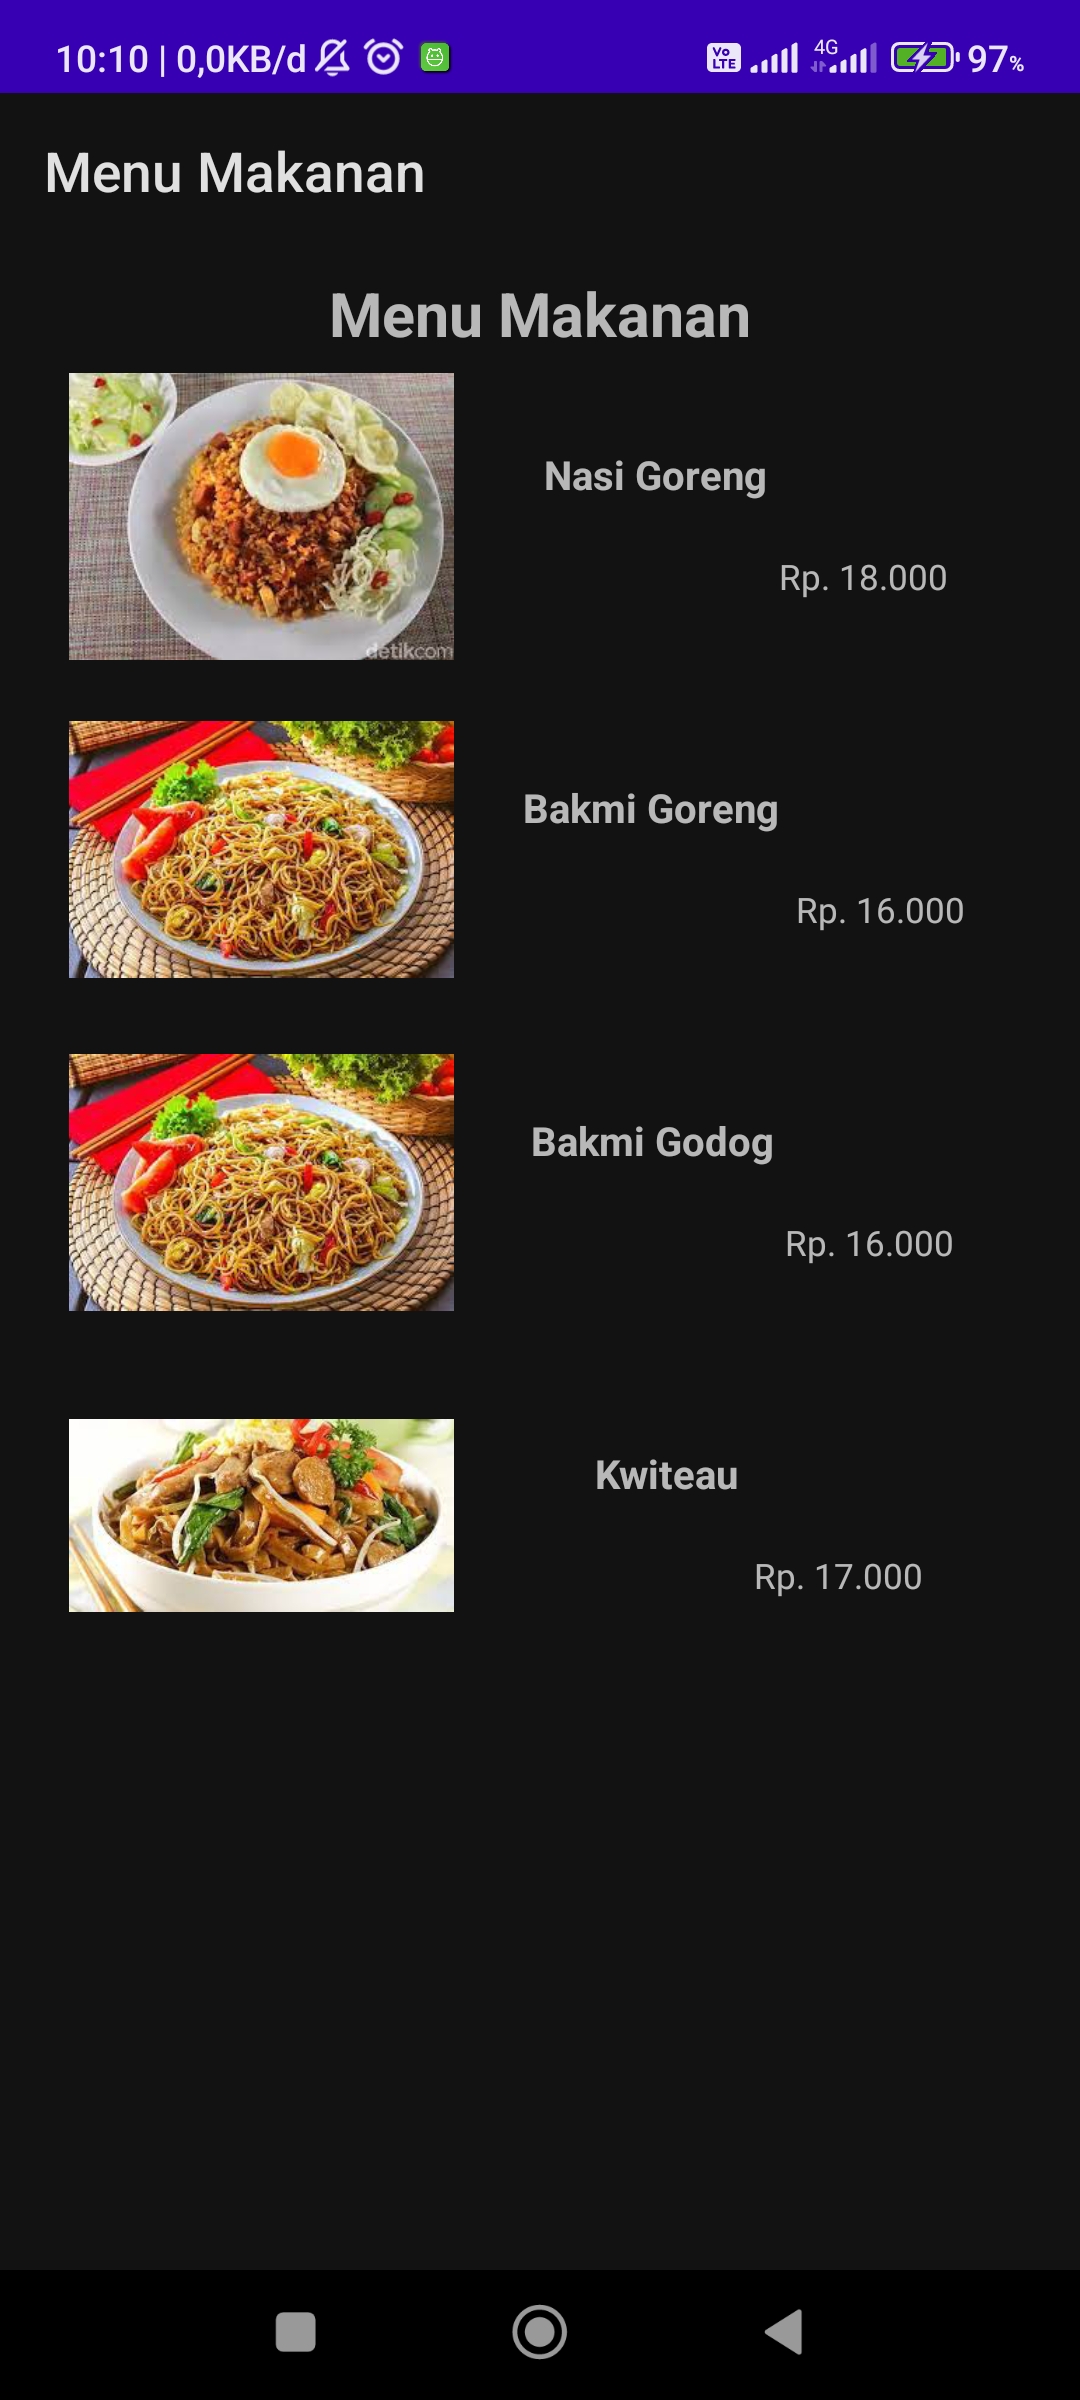 10:10 | 0,0KB/d Vo LTE 4G 97%
Menu Makanan
Menu Makanan
detikcom
Nasi Goreng
Rp. 18.000
Bakmi Goreng
Rp. 16.000
Bakmi Godog
Rp. 16.000
Kwiteau
Rp. 17.000